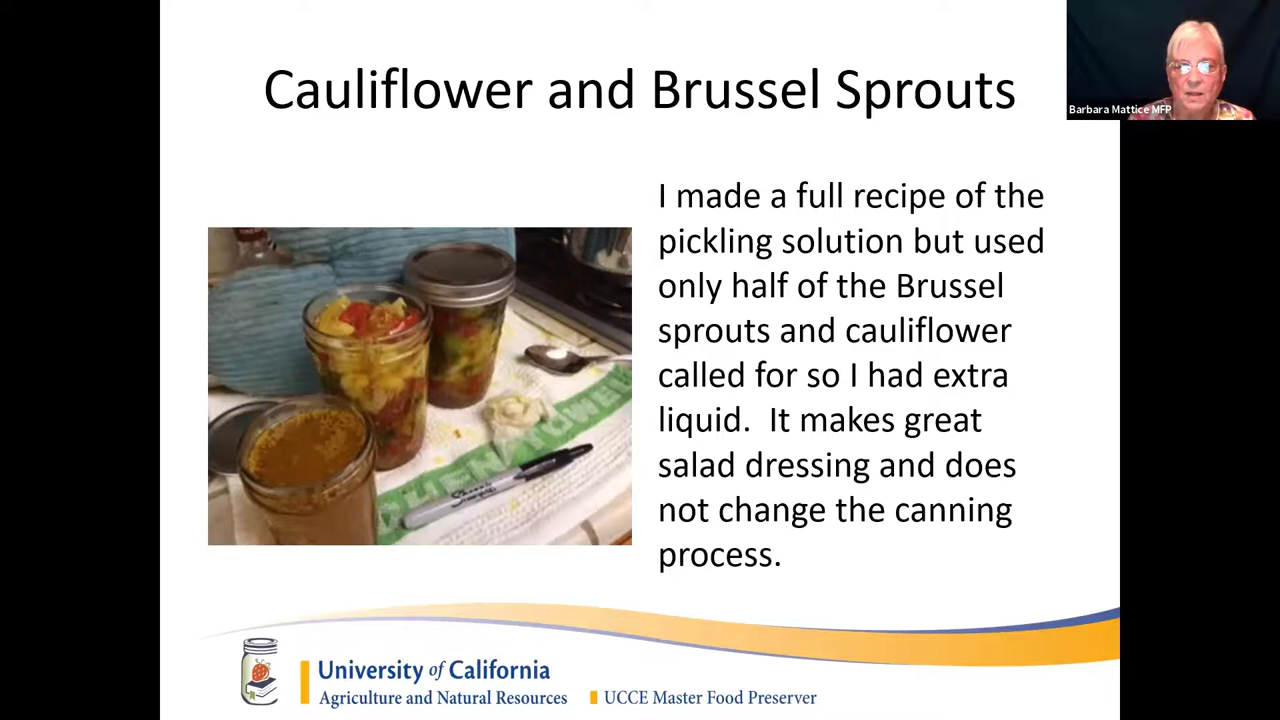 Cauliflower and Brussel Sprouts
Barbara Mattice MFP
I made a full recipe of the
pickling solution but used
only half of the Brussel
sprouts and cauliflower
called for so I had extra
liquid.  It makes great
salad dressing and does
not change the canning
process.
Sharpie
University of California
Agriculture and Natural Resources
UCCE Master Food Preserver